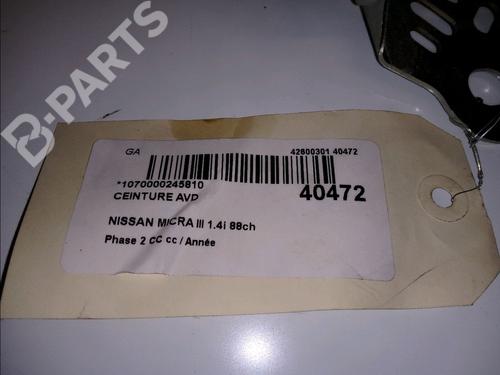 B-PARTS
GA 42800301 40472
*1070000245810
CEINTURE AVD 40472
NISSAN MICRA III 1.4i 88ch
Phase 2 CC cc / Année